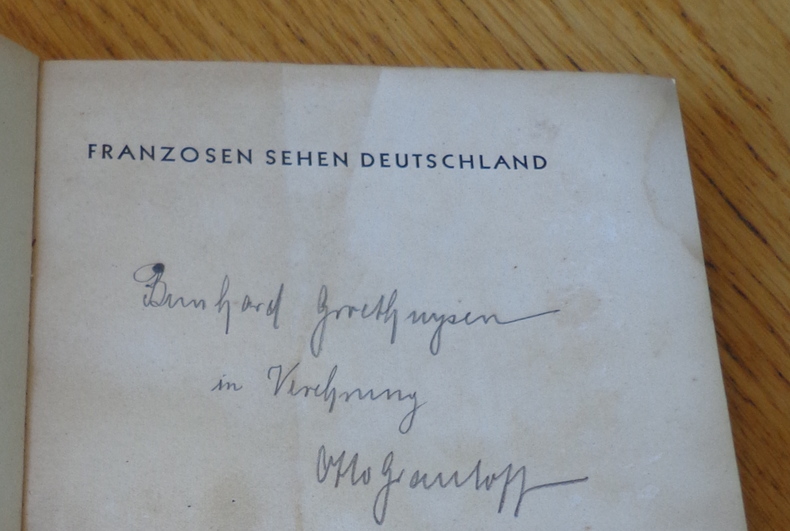 FRANZOSEN SEHEN DEUTSCHLAND
Bernhard Groethuysen
in Verehrung
Otto Grautoff